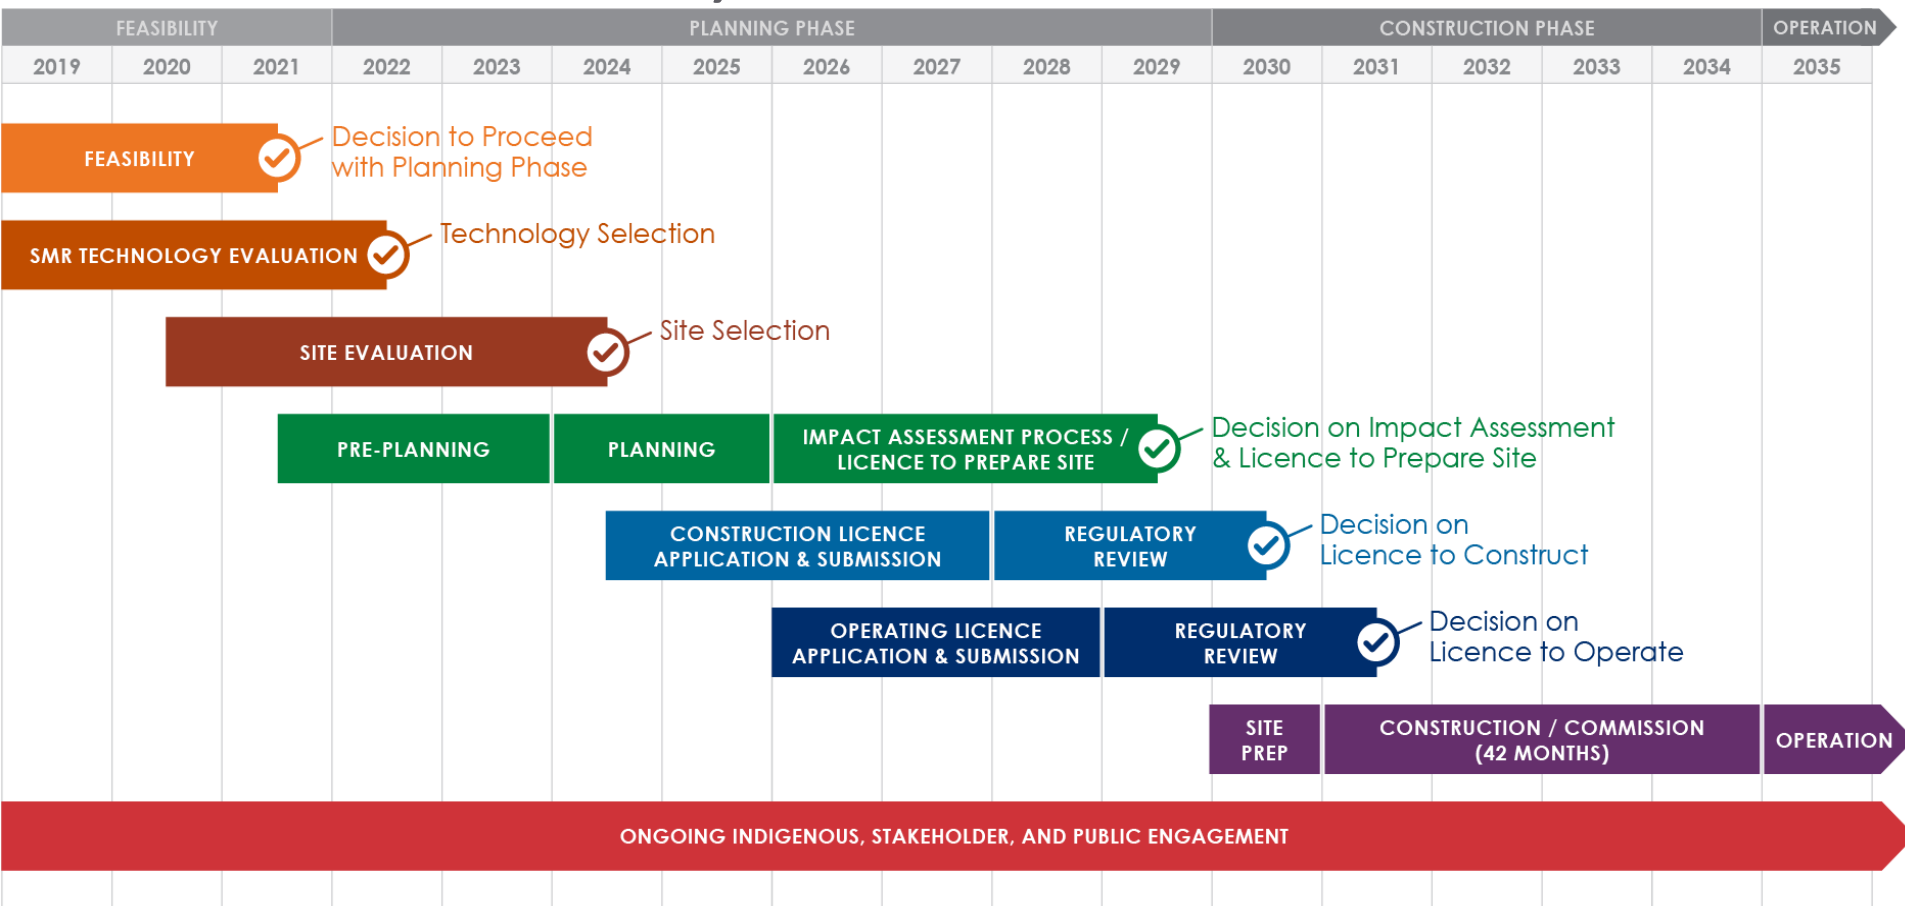 FEASIBILITY PLANNING PHASE CONSTRUCTION PHASE OPERATION
2019 2020 2021 2022 2023 2024 2025 2026 2027 2028 2029 2030 2031 2032 2033 2034 2035
FEASIBILITY
Decision to Proceed
with Planning Phase
SMR TECHNOLOGY EVALUATION
Technology Selection
SITE EVALUATION
Site Selection
PRE-PLANNING
PLANNING
IMPACT ASSESSMENT PROCESS /
LICENCE TO PREPARE SITE
Decision on Impact Assessment
& Licence to Prepare Site
CONSTRUCTION LICENCE
APPLICATION & SUBMISSION
REGULATORY
REVIEW
Decision on
Licence to Construct
OPERATING LICENCE
APPLICATION & SUBMISSION
REGULATORY
REVIEW
Decision on
Licence to Operate
SITE
PREP
CONSTRUCTION / COMMISSION
(42 MONTHS)
OPERATION
ONGOING INDIGENOUS, STAKEHOLDER, AND PUBLIC ENGAGEMENT